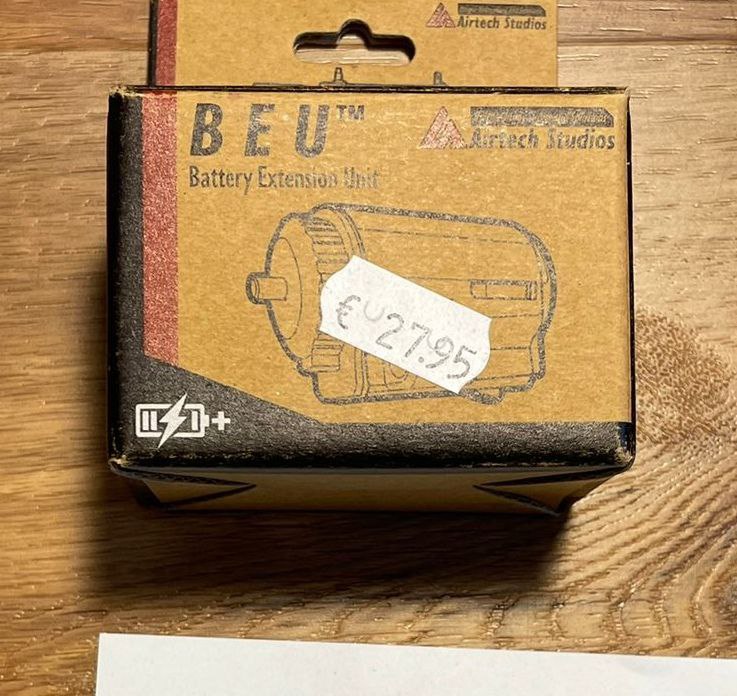 Airtech Studios
BEU™
Battery Extension Unit
Airtech Studios
€ 27.95